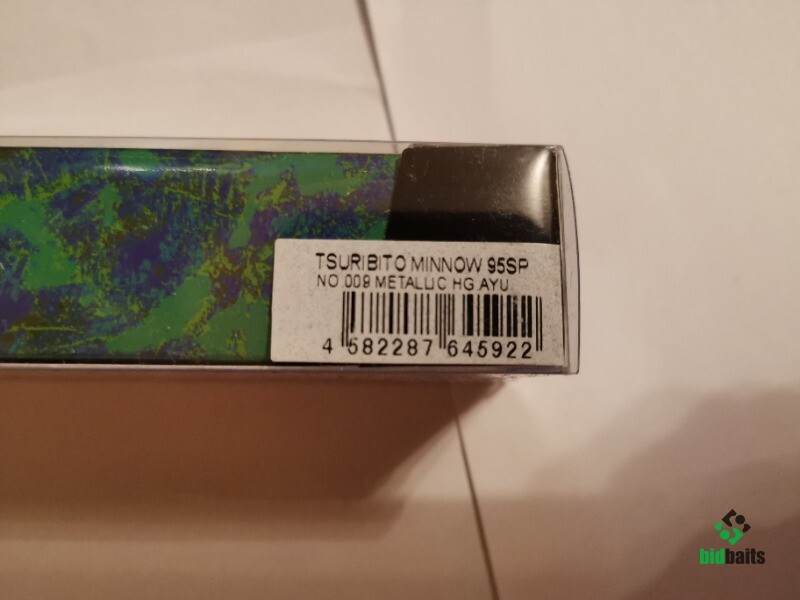 TSURIBITO MINNOW 95SP
NO 009 METALLIC HG AYU
4 582287 645922
bidbaits